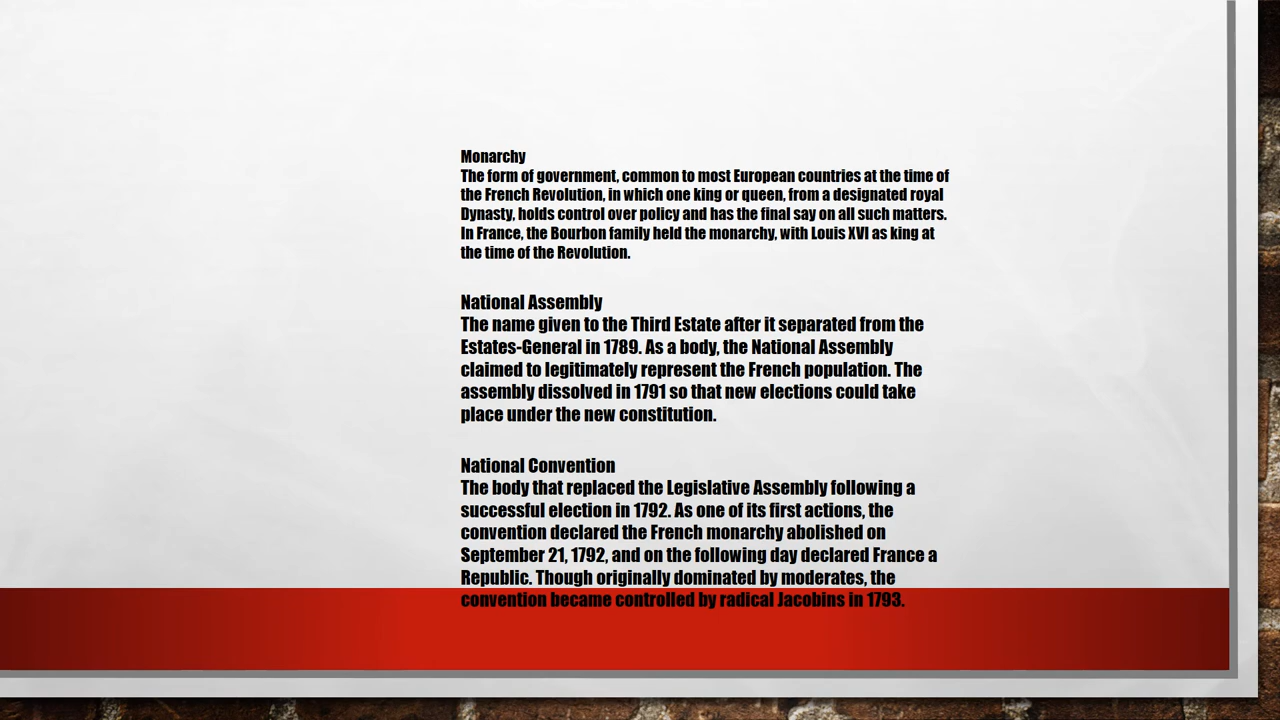 Monarchy
The form of government, common to most European countries at the time of
the French Revolution, in which one king or queen, from a designated royal
Dynasty, holds control over policy and has the final say on all such matters.
In France, the Bourbon family held the monarchy, with Louis XVI as king at
the time of the Revolution.
National Assembly
The name given to the Third Estate after it separated from the
Estates-General in 1789. As a body, the National Assembly
claimed to legitimately represent the French population. The
assembly dissolved in 1791 so that new elections could take
place under the new constitution.
National Convention
The body that replaced the Legislative Assembly following a
successful election in 1792. As one of its first actions, the
convention declared the French monarchy abolished on
September 21, 1792, and on the following day declared France a
Republic. Though originally dominated by moderates, the
convention became controlled by radical Jacobins in 1793.